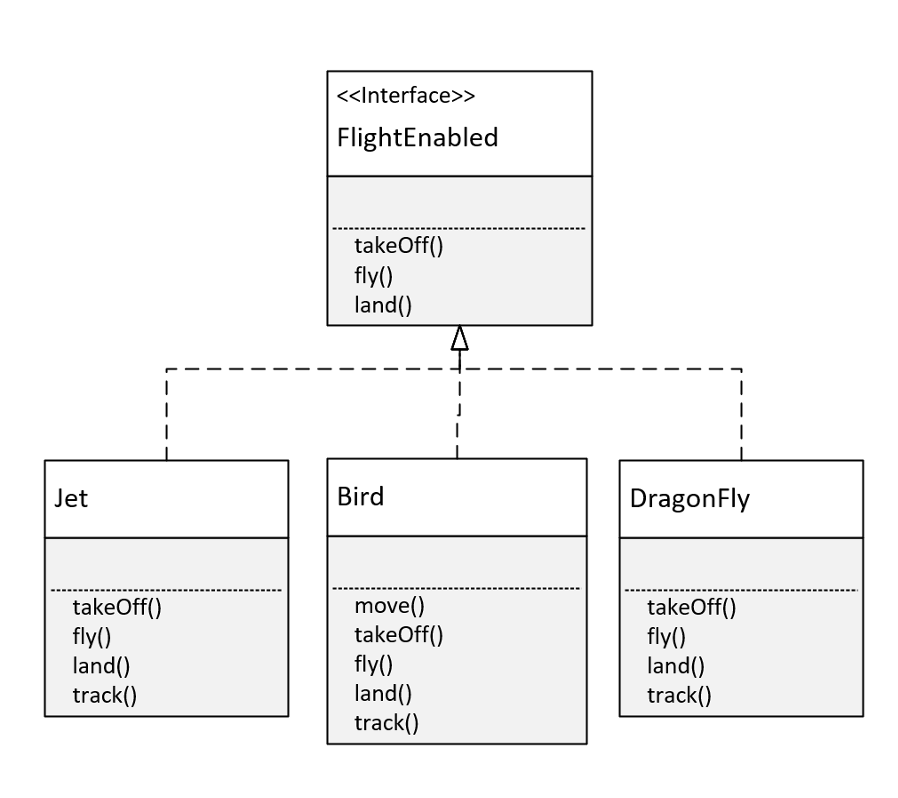 <<Interface>>
FlightEnabled
takeOff()
fly()
land()
Jet
takeOff()
fly()
land()
track()
Bird
move()
takeOff()
fly()
land()
track()
DragonFly
takeOff()
fly()
land()
track()